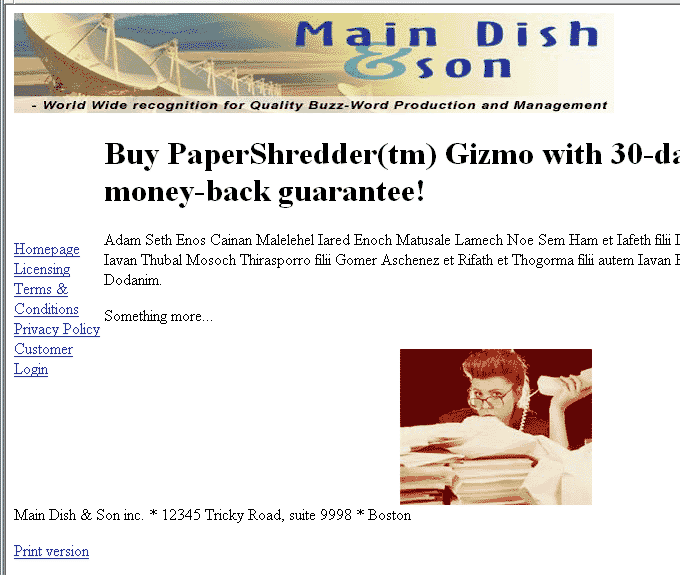 Main Dish
& son
- World Wide recognition for Quality Buzz-Word Production and Management
Buy PaperShredder(tm) Gizmo with 30-da
money-back guarantee!
Adam Seth Enos Cainan Malelehel Iared Enoch Matusale Lamech Noe Sem Ham et Iafeth filii
Iavan Thubal Mosoch Thirasporro filii Gomer Aschenez et Rifath et Thogorma filii autem Iavan
Dodanim.
Something more...
Homepage
Licensing
Terms &
Conditions
Privacy Policy
Customer
Login
Main Dish & Son inc. * 12345 Tricky Road, suite 9998 * Boston
Print version